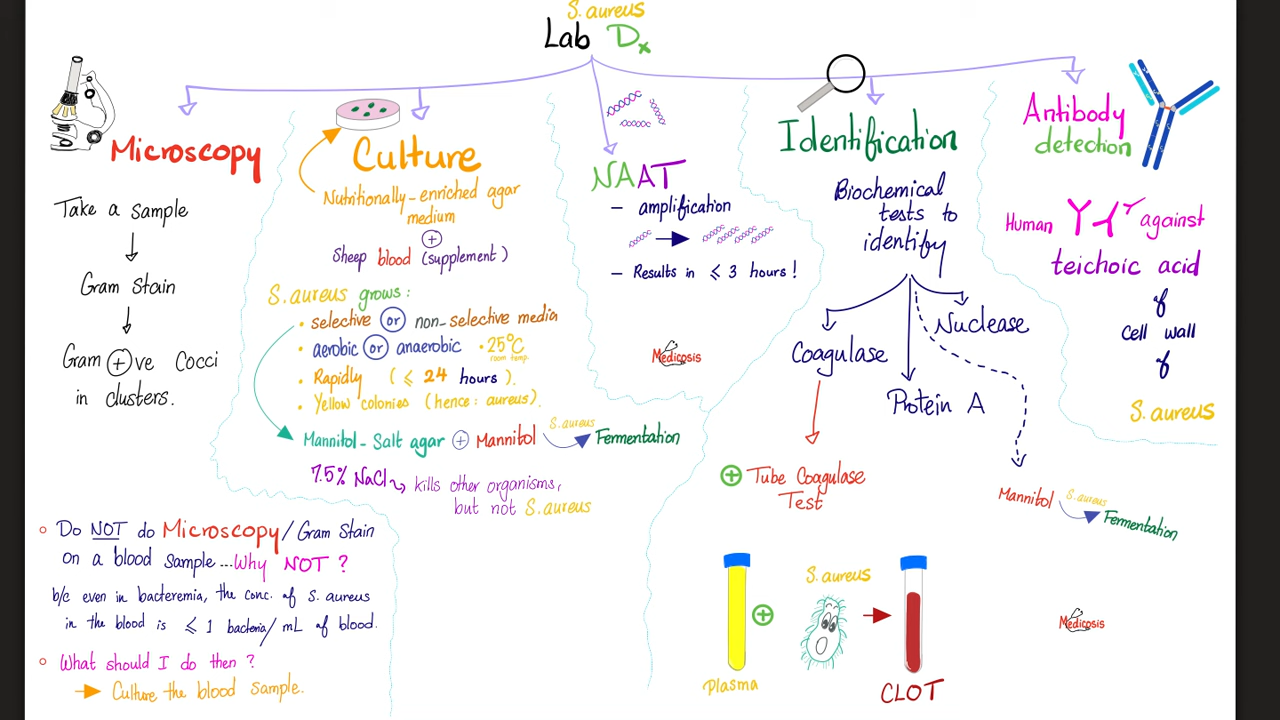 S. aureus
Lab Dx
Microscopy
Take a sample
Gram Stain
Gram +ve Cocci
in clusters.
Do NOT do Microscopy/Gram Stain
on a blood sample...Why NOT ?
b/c even in bacteremia, the conc. of S. aureus
in the blood is ≤ 1 bacteria/mL of blood.
What should I do then ?
Culture the blood sample.
Culture
Nutritionally-enriched agar
medium
+
Sheep blood (supplement)
S. aureus grows:
• selective or non-selective media
• aerobic or anaerobic • 25°C
room temp.
• Rapidly ( ≤ 24 hours ).
• Yellow colonies (hence: aureus).
Mannitol-Salt agar + Mannitol S. aureus Fermentation
7.5% NaCl kills other organisms,
but not S. aureus
NAAT
- amplification
- Results in ≤ 3 hours!
Medicosis
Identification
Biochemical
tests to
identify
Coagulase
Protein A
Nuclease
+ Tube Coagulase
Test
Mannitol S. aureus Fermentation
Plasma
+
S. aureus
CLOT
Antibody
detection
Human against
teichoic acid
of
Cell wall
of
S. aureus
Medicosis